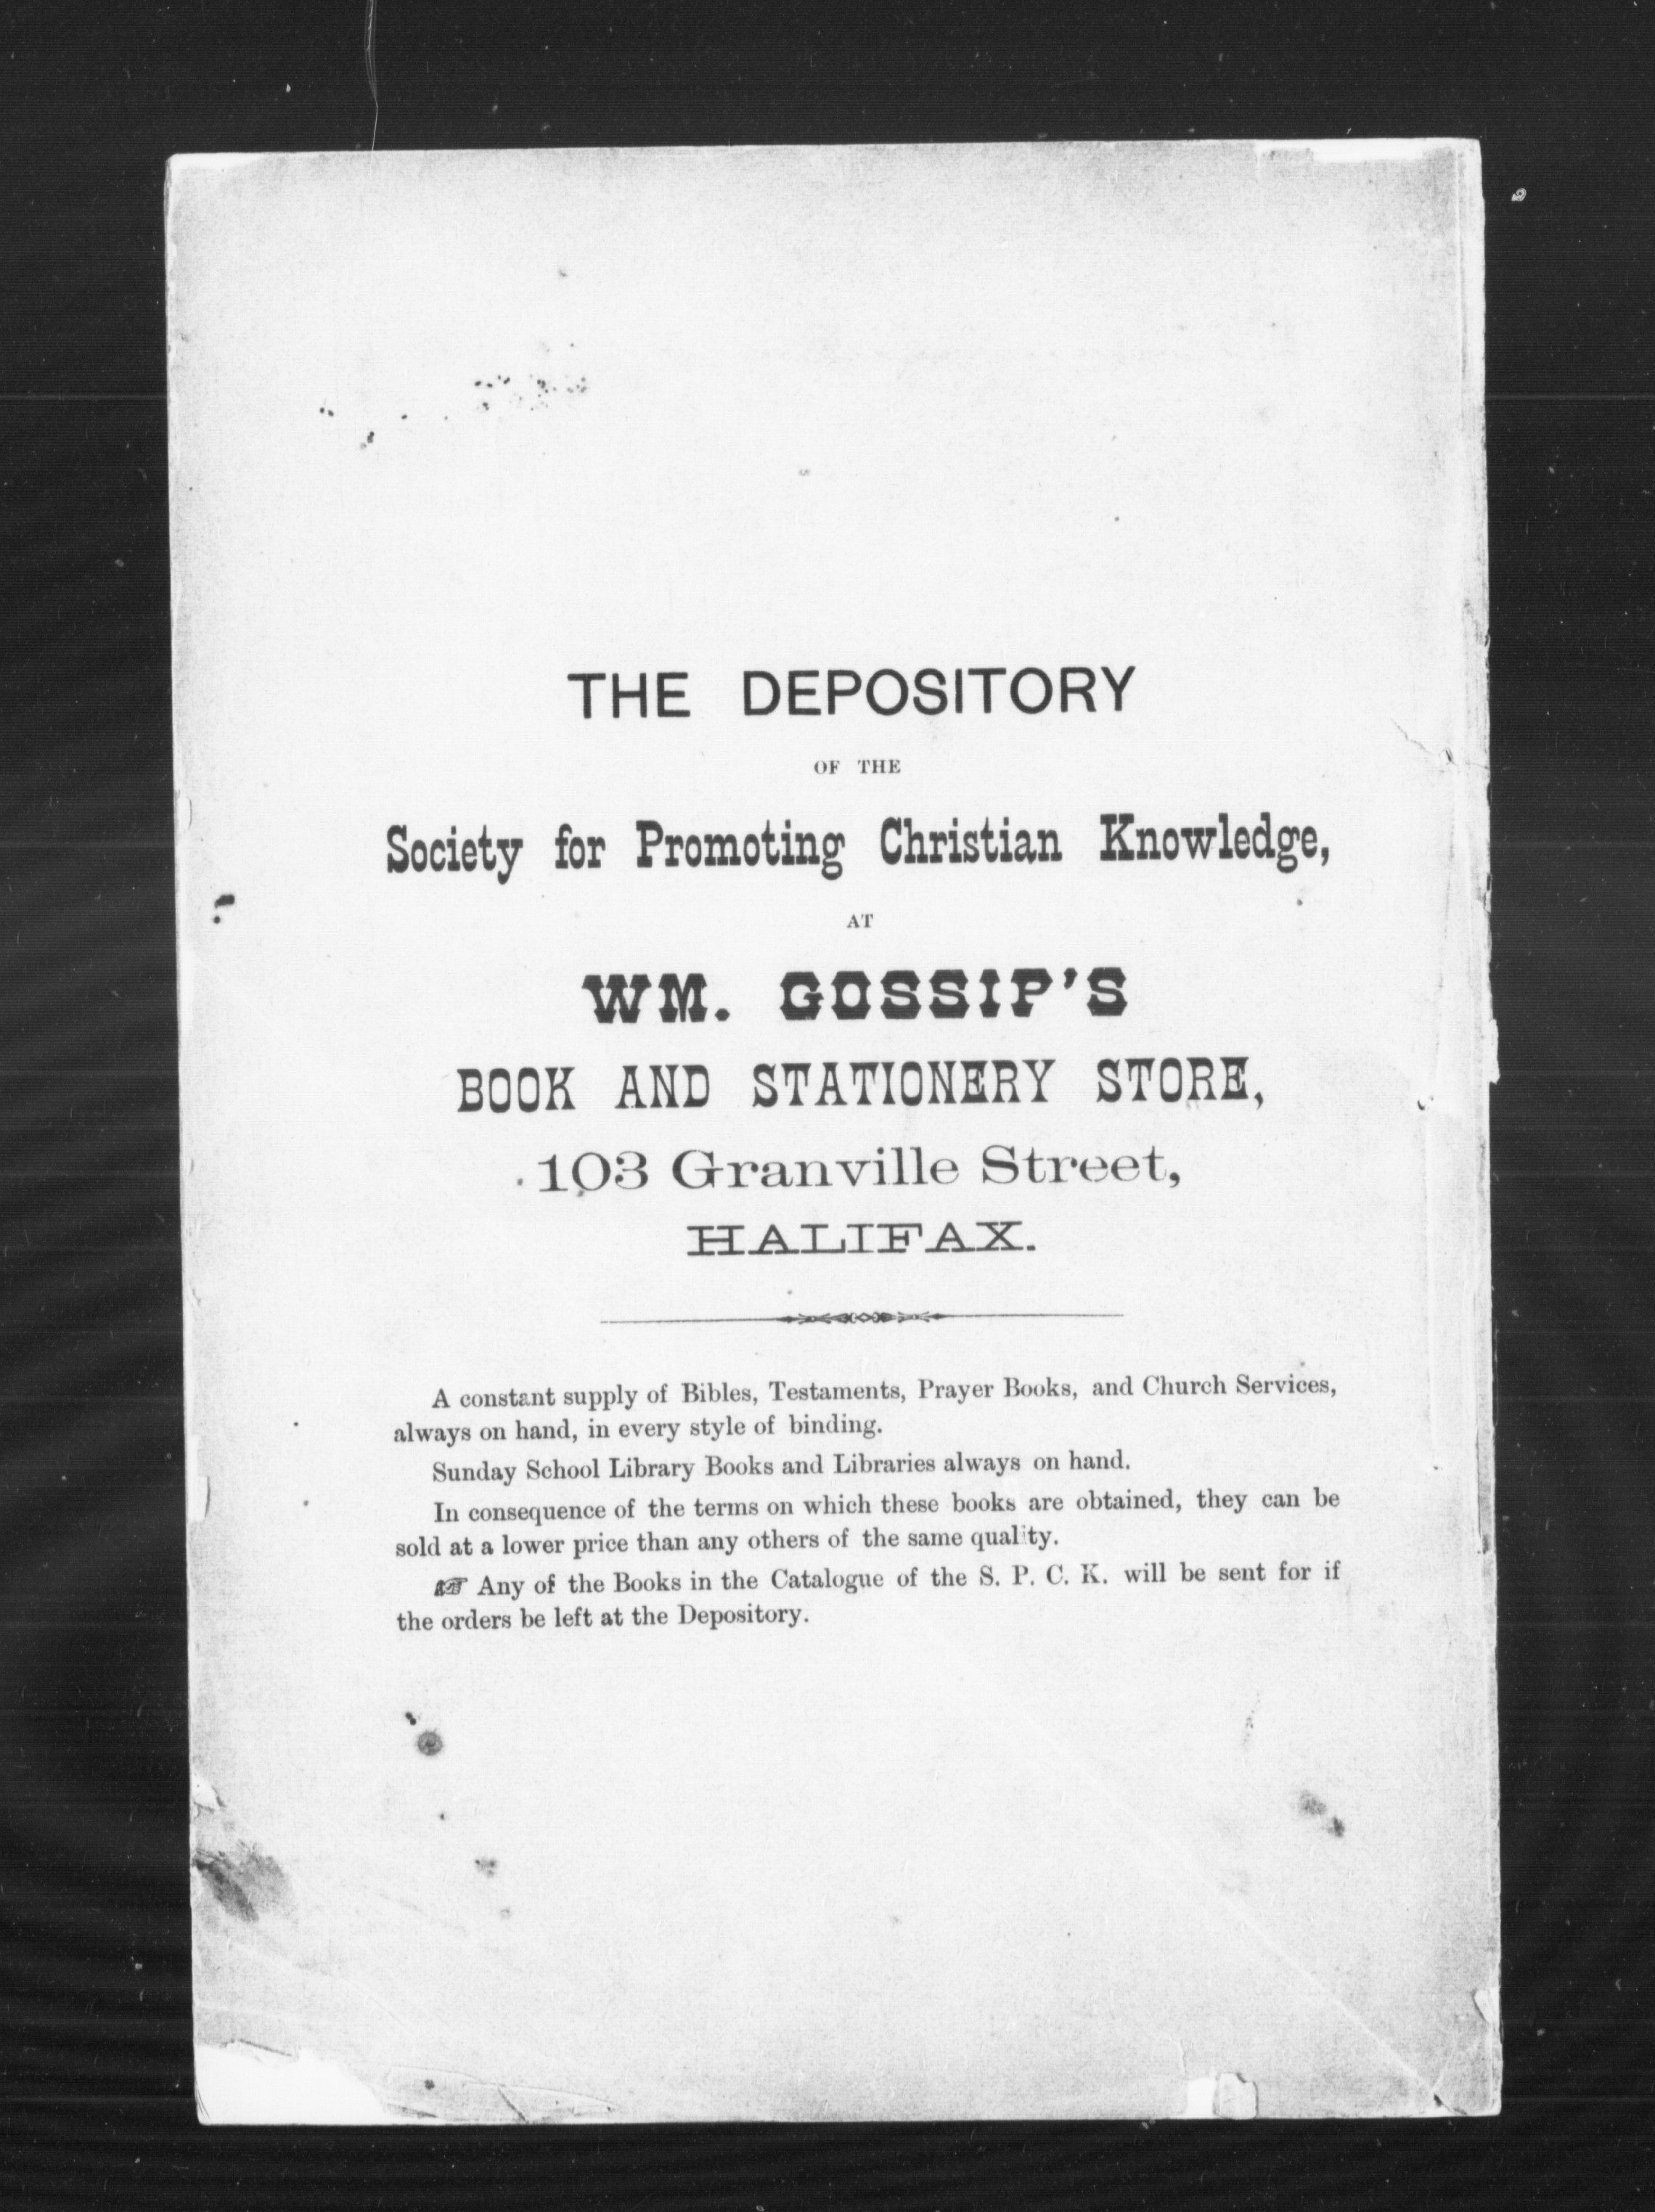 THE DEPOSITORY
OF THE
Society for Promoting Christian Knowledge,
AT
WM. GOSSIP'S
BOOK AND STATIONERY STORE,
103 Granville Street,
HALIFAX.
A constant supply of Bibles, Testaments, Prayer Books, and Church Services,
always on hand, in every style of binding.
Sunday School Library Books and Libraries always on hand.
In consequence of the terms on which these books are obtained, they can be
sold at a lower price than any others of the same quality.
☞ Any of the Books in the Catalogue of the S. P. C. K. will be sent for if
the orders be left at the Depository.